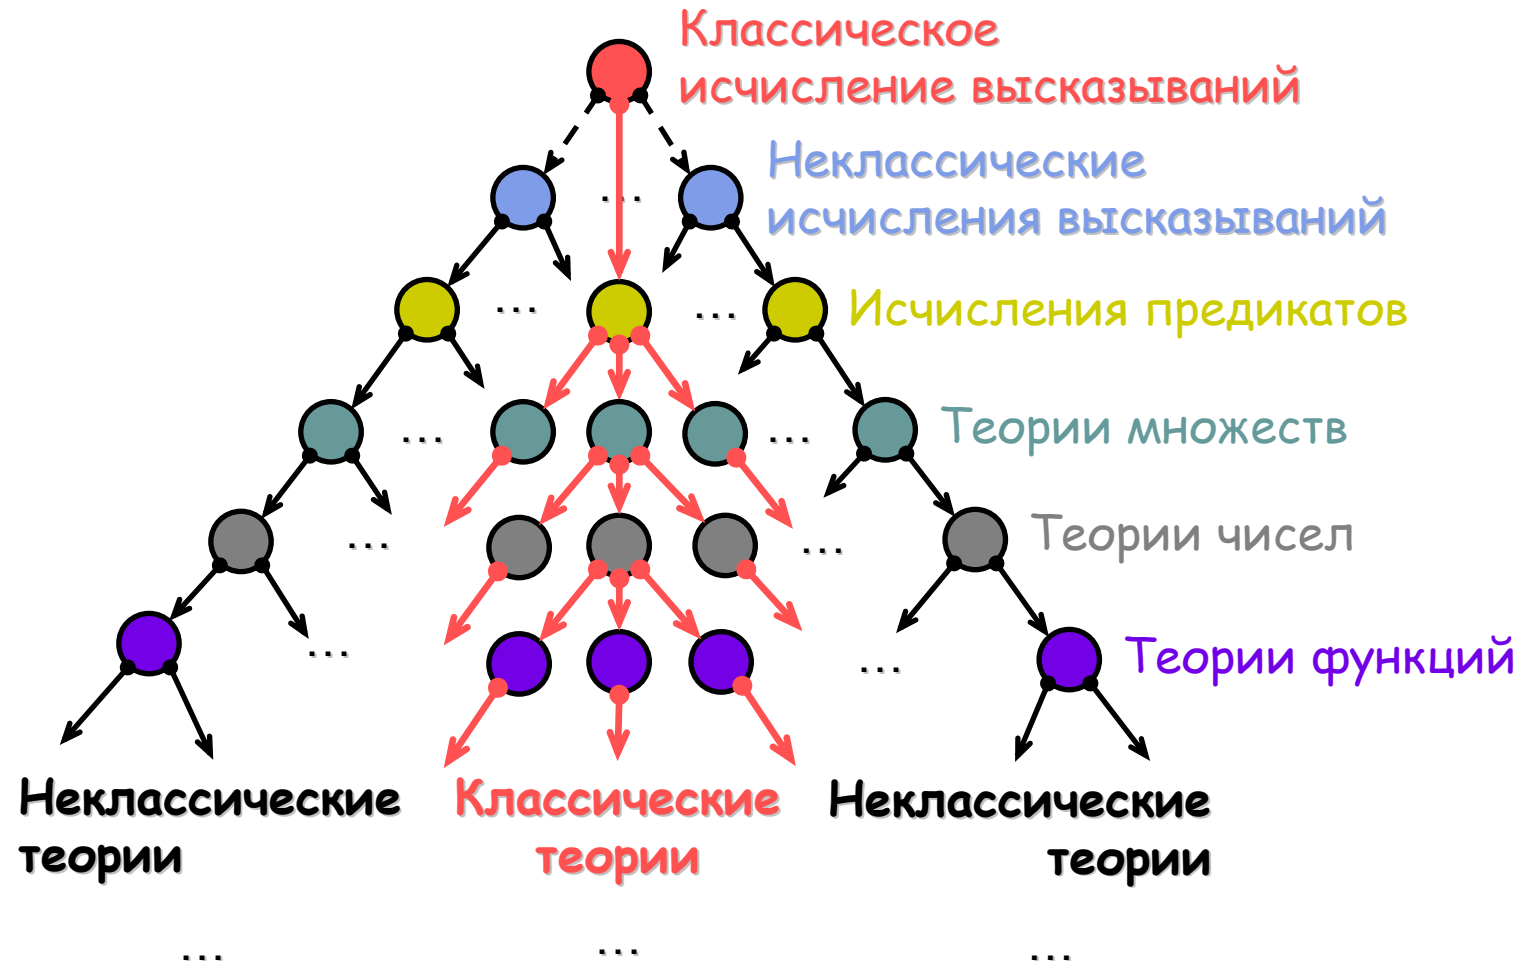 Классическое
исчисление высказываний
Неклассические
... исчисления высказываний
... ... Исчисления предикатов
... ... Теории множеств
... ... Теории чисел
... ... Теории функций
Неклассические Классические Неклассические
теории теории теории
... ... ...